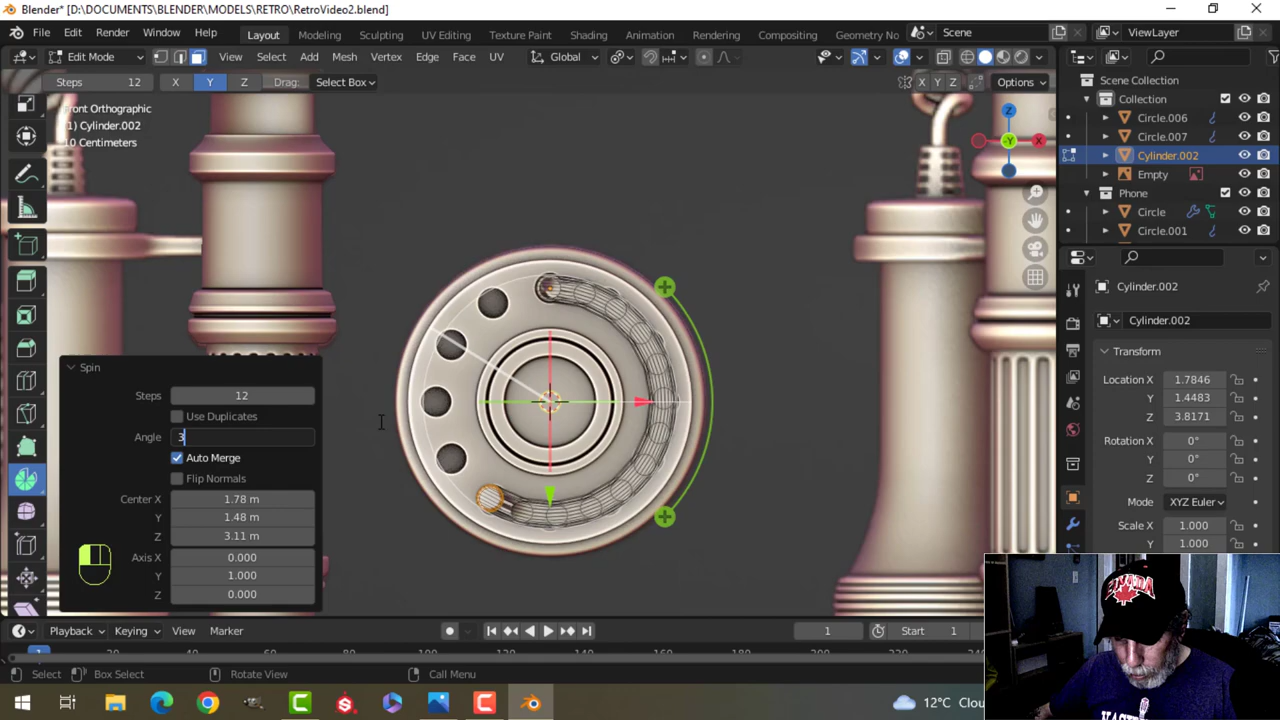 Blender* [D:\DOCUMENTS\BLENDER\MODELS\RETRO\RetroVideo2.blend]
File Edit Render Window Help Layout Modeling Sculpting UV Editing Texture Paint Shading Animation Rendering Compositing Geometry No Scene ViewLayer
Edit Mode View Select Add Mesh Vertex Edge Face UV Global
Steps 12 X Y Z Drag: Select Box X Y Z Options
Front Orthographic
1) Cylinder.002
10 Centimeters
Z
Y
X
Scene Collection
Collection
Circle.006
Circle.007
Cylinder.002
Empty
Phone
Circle
Circle.001
Cylinder.002
Cylinder.002
Transform
Location X 1.7846
Y 1.4483
Z 3.8171
Rotation X 0°
Y 0°
Z 0°
Mode XYZ Euler
Scale X 1.000
Y 1.000
Spin
Steps 12
Use Duplicates
Angle 3
Auto Merge
Flip Normals
Center X 1.78 m
Y 1.48 m
Z 3.11 m
Axis X 0.000
Y 1.000
Z 0.000
Playback Keying View Marker 1 Start 1
Select Box Select Rotate View Call Menu
12°C Clou